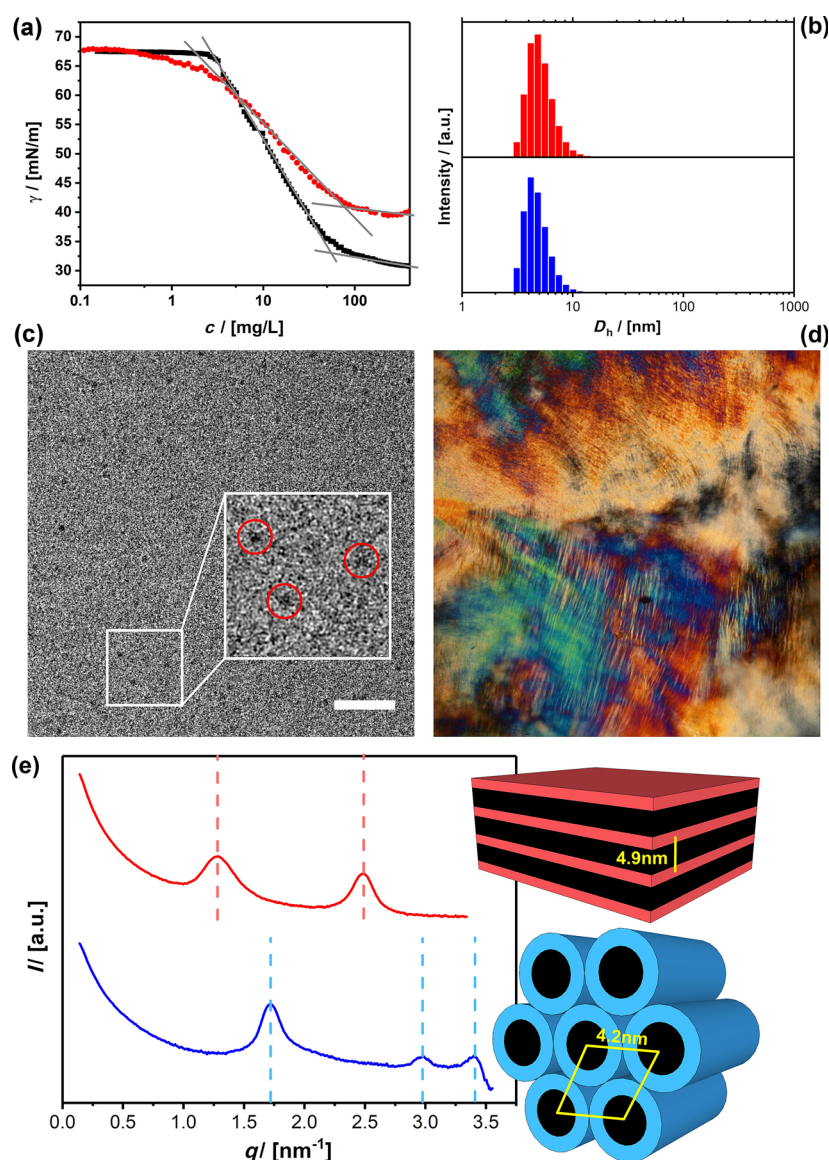 (a)
70
65
60
55
50
45
40
35
30
γ / [mN/m]
0.1 1 10 100
c / [mg/L]
(b)
Intensity / [a.u.]
1 10 100 1000
Dh / [nm]
(c)
(d)
(e)
I/ [a.u.]
0.0 0.5 1.0 1.5 2.0 2.5 3.0 3.5
q/ [nm⁻¹]
4.9nm
4.2nm